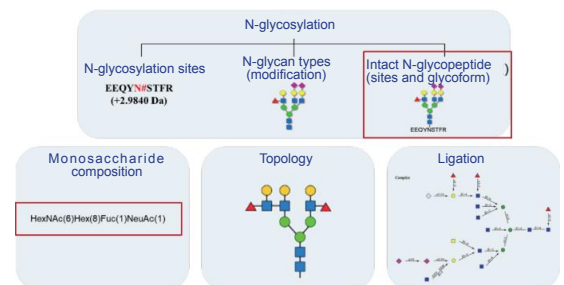 N-glycosylation
N-glycosylation sites
EEQYN#STFR
(+2.9840 Da)
N-glycan types
(modification)
Intact N-glycopeptide
(sites and glycoform)
)
EEQYNSTFR
Monosaccharide
composition
HexNAc(6)Hex(8)Fuc(1)NeuAc(1)
Topology
Ligation
Complex